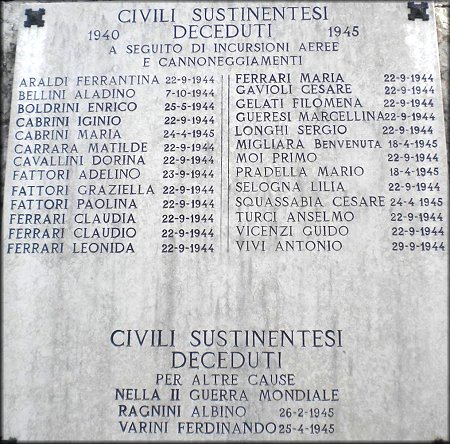 CIVILI SUSTINENTESI
1940 DECEDUTI 1945
A SEGUITO DI INCURSIONI AEREE
E CANNONEGGIAMENTI
ARALDI FERRANTINA 22-9-1944
BELLINI ALADINO 7-10-1944
BOLDRINI ENRICO 25-5-1944
CABRINI IGINIO 22-9-1944
CABRINI MARIA 24-4-1945
CARRARA MATILDE 22-9-1944
CAVALLINI DORINA 22-9-1944
FATTORI ADELINO 23-9-1944
FATTORI GRAZIELLA 22-9-1944
FATTORI PAOLINA 22-9-1944
FERRARI CLAUDIA 22-9-1944
FERRARI CLAUDIO 22-9-1944
FERRARI LEONIDA 22-9-1944
FERRARI MARIA 22-9-1944
GAVIOLI CESARE 22-9-1944
GELATI FILOMENA 22-9-1944
GUERESI MARCELLINA 22-9-1944
LONGHI SERGIO 22-9-1944
MIGLIARA BENVENUTA 18-4-1945
MOI PRIMO 22-9-1944
PRADELLA MARIO 18-4-1945
SELOGNA LILIA 22-9-1944
SQUASSABIA CESARE 24-4-1945
TURCI ANSELMO 22-9-1944
VICENZI GUIDO 22-9-1944
VIVI ANTONIO 29-9-1944
CIVILI SUSTINENTESI
DECEDUTI
PER ALTRE CAUSE
NELLA II GUERRA MONDIALE
RAGNINI ALBINO 26-2-1945
VARINI FERDINANDO 25-4-1945